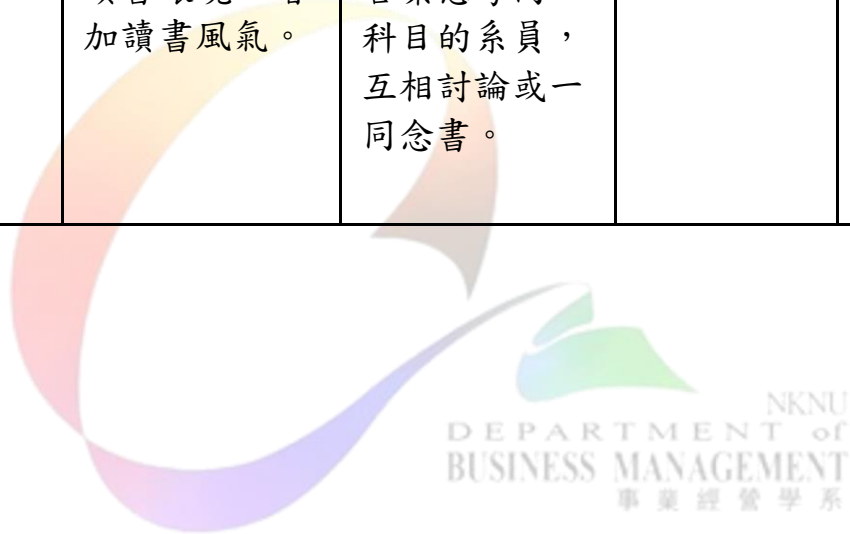 加讀書風氣。
科目的系員，
互相討論或一
同念書。
NKNU
DEPARTMENT of
BUSINESS MANAGEMENT
事業經營學系